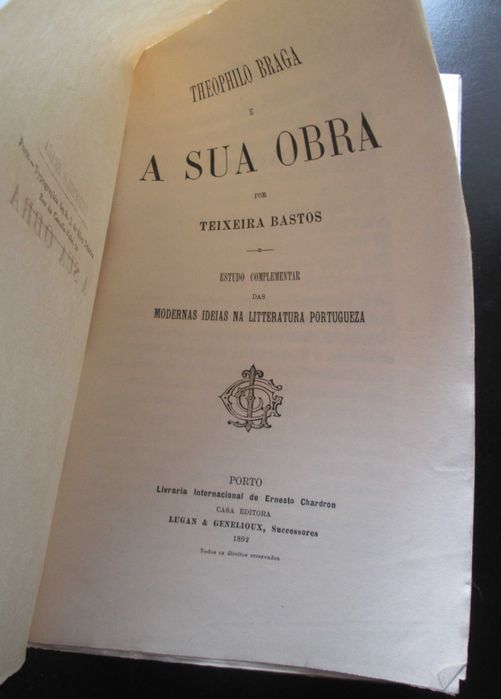 THEOPHILO BRAGA
E
A SUA OBRA
POR
TEIXEIRA BASTOS
ESTUDO COMPLEMENTAR
DAS
MODERNAS IDEIAS NA LITTERATURA PORTUGUEZA
PORTO
Livraria Internacional de Ernesto Chardron
CASA EDITORA
LUGAN & GENELIOUX, Successores
1892
Todos os direitos reservados